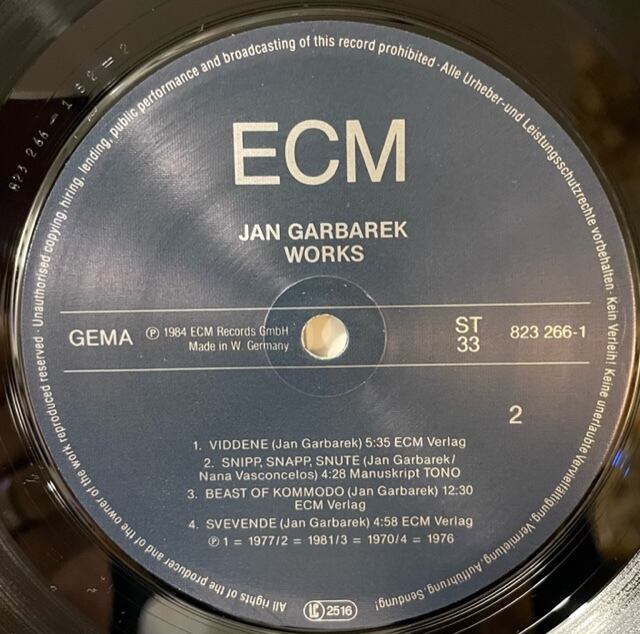 ECM
JAN GARBAREK
WORKS
GEMA
Ⓟ 1984 ECM Records GmbH
Made in W. Germany
ST
33
823 266-1
2
1. VIDDENE (Jan Garbarek) 5:35 ECM Verlag
2. SNIPP, SNAPP, SNUTE (Jan Garbarek/
Nana Vasconcelos) 4:28 Manuskript TONO
3. BEAST OF KOMMODO (Jan Garbarek) 12:30
ECM Verlag
4. SVEVENDE (Jan Garbarek) 4:58 ECM Verlag
Ⓟ 1 = 1977/2 = 1981/3 = 1970/4 = 1976
All rights of the producer and of the owner of the work reproduced reserved · Unauthorised copying, hiring, lending, public performance and broadcasting of this record prohibited · Alle Urheber-und Leistungsschutzrechte vorbehalten · Kein Verleih! Keine unerlaubte Vervielfältigung, Vermietung, Aufführung, Sendung!
LC 2516